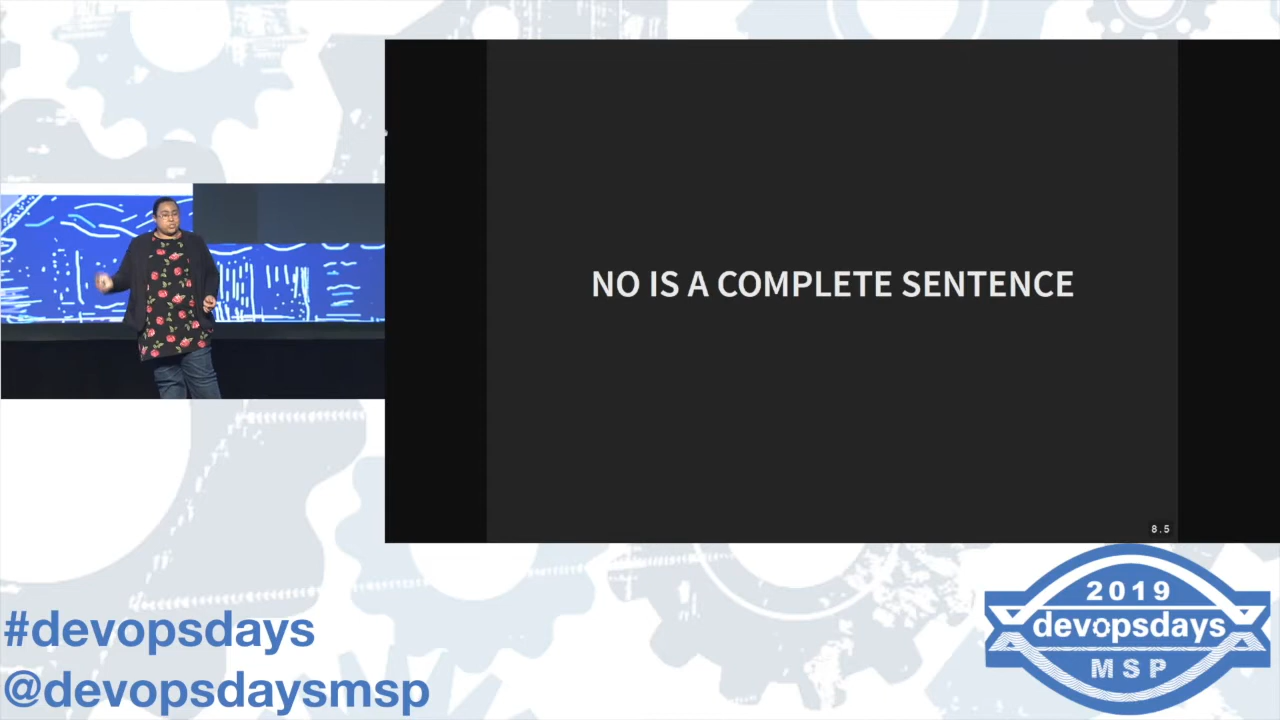 NO IS A COMPLETE SENTENCE
8.5
#devopsdays
@devopsdaysmsp
2019
devopsdays
MSP